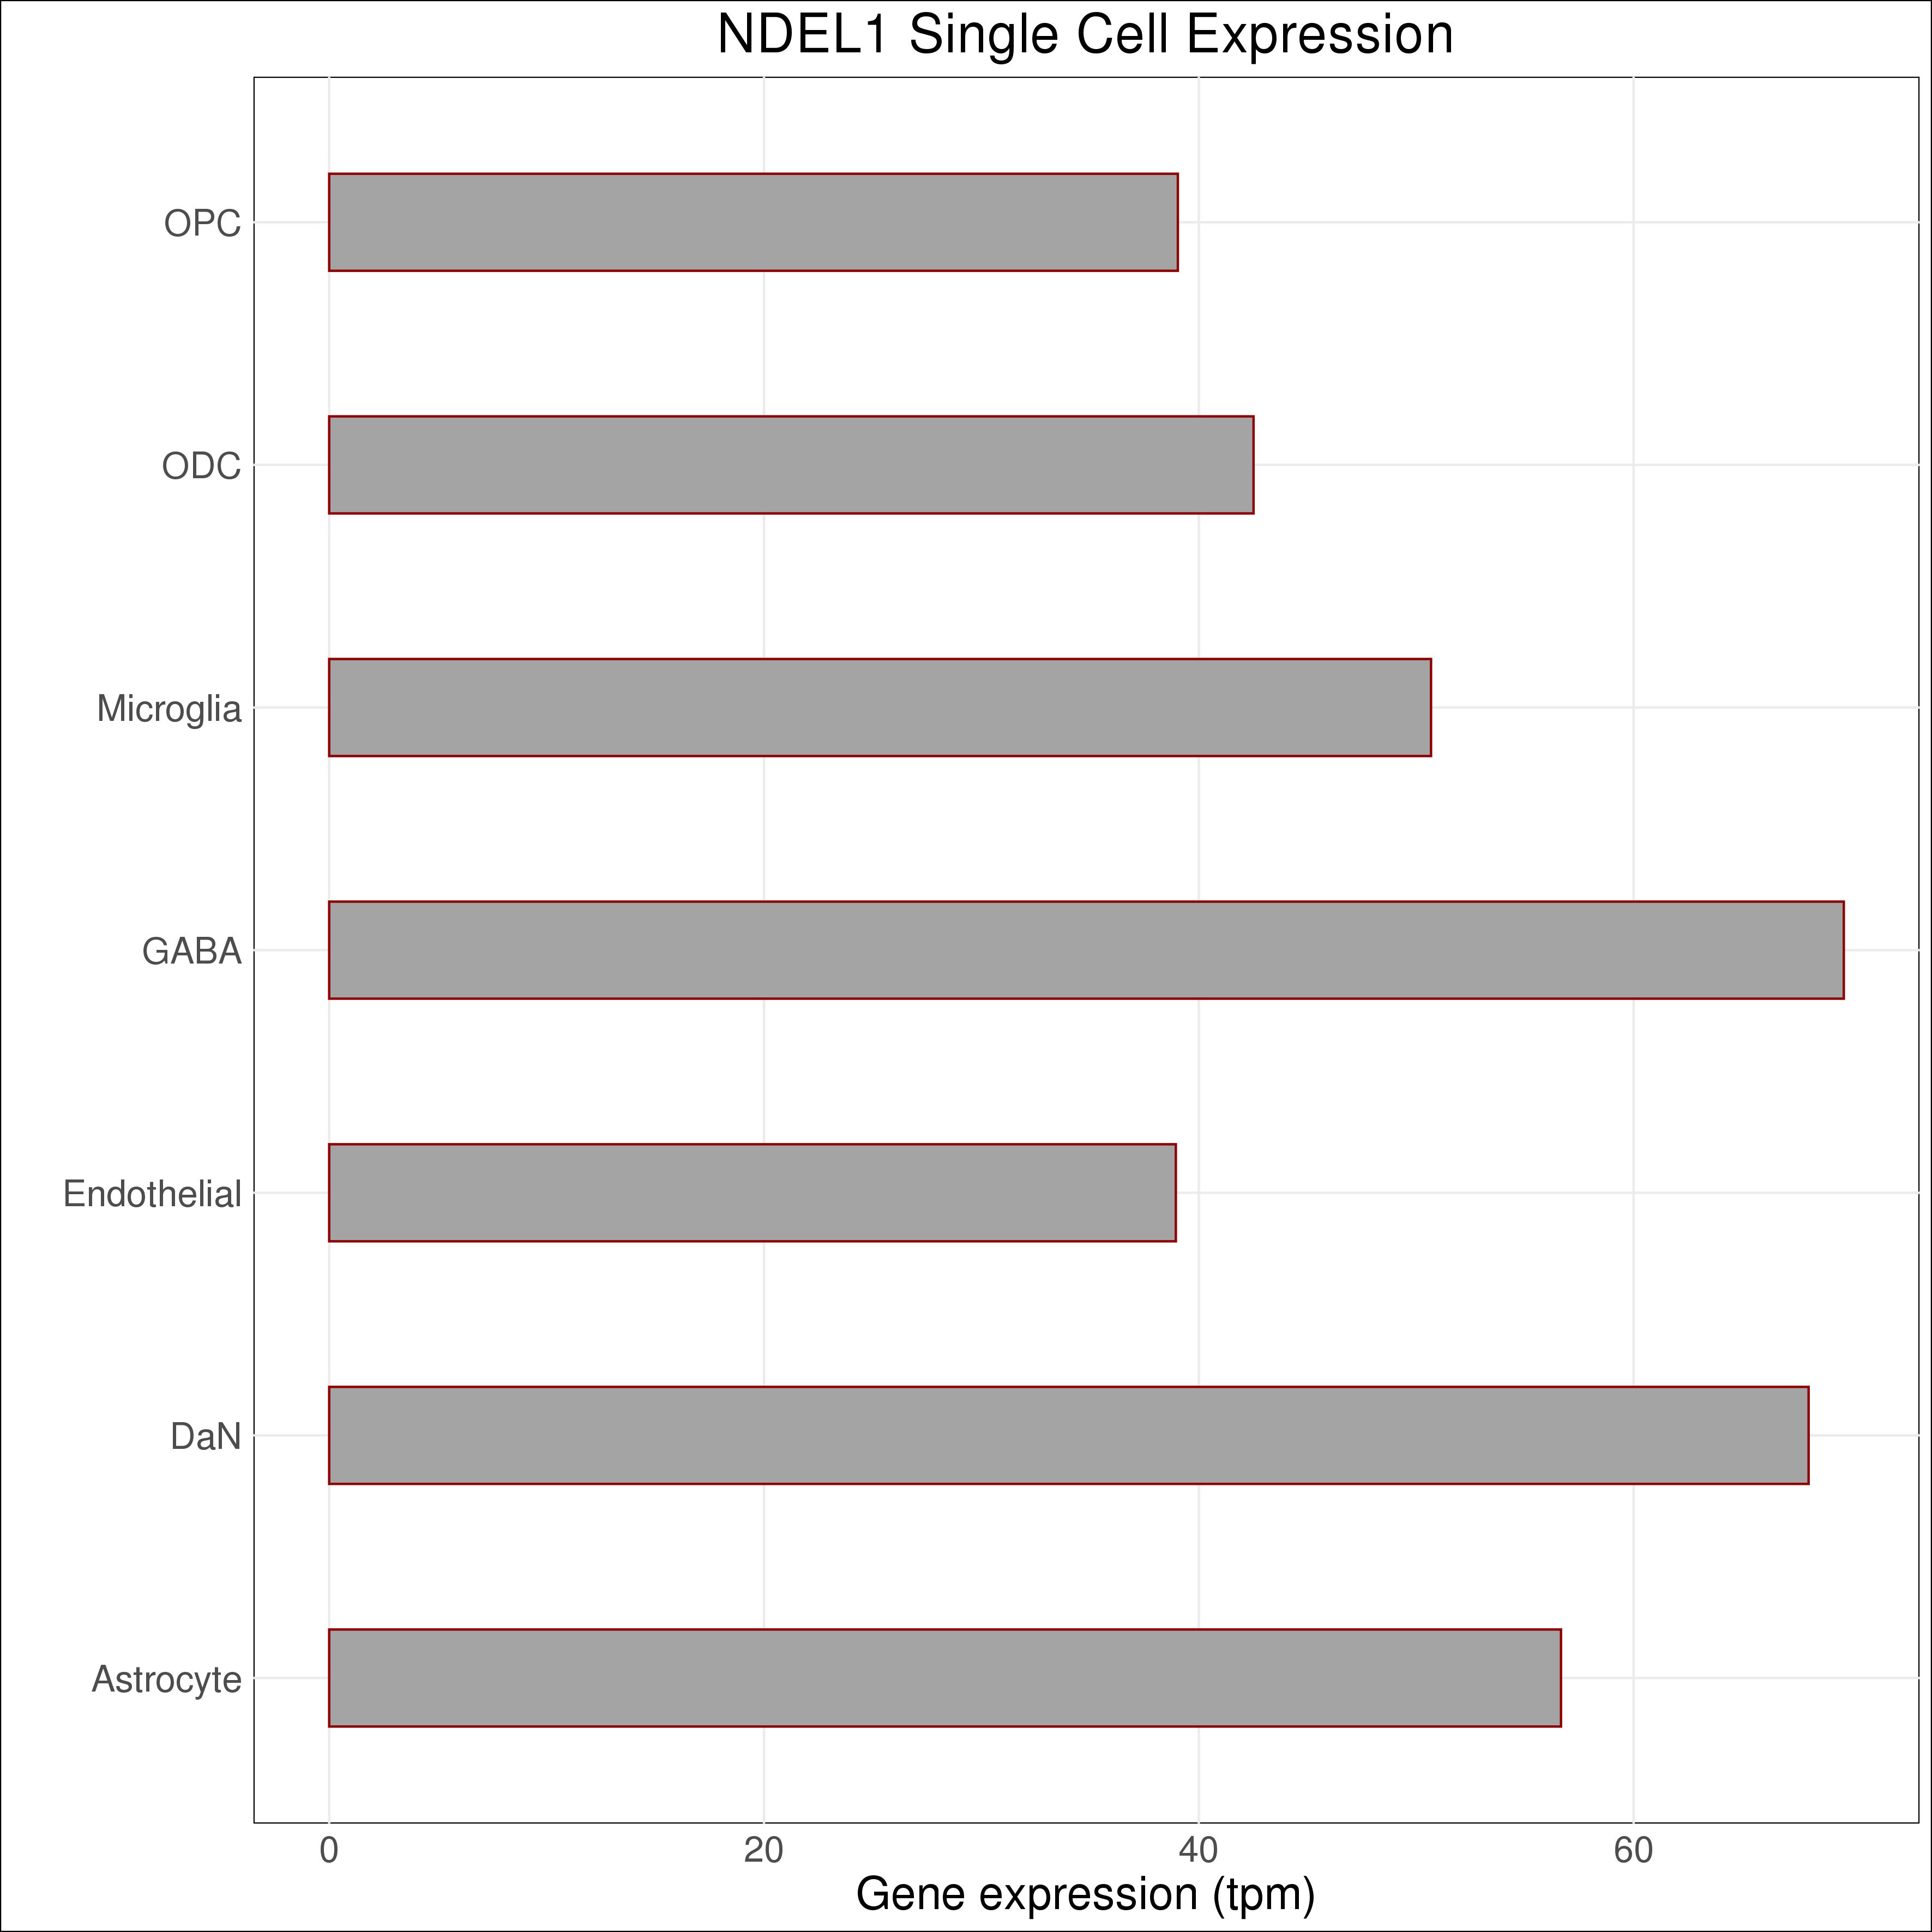 NDEL1 Single Cell Expression
OPC
ODC
Microglia
GABA
Endothelial
DaN
Astrocyte
0 20 40 60
Gene expression (tpm)